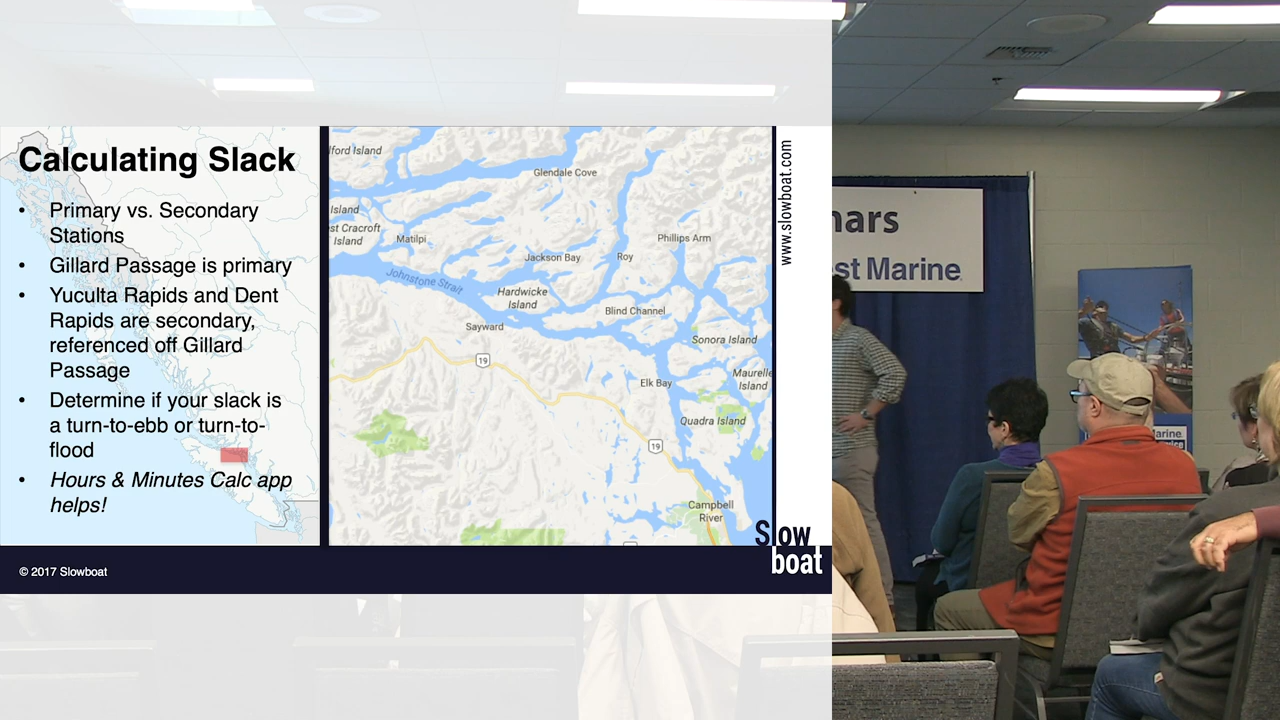 Calculating Slack
• Primary vs. Secondary
Stations
• Gillard Passage is primary
• Yuculta Rapids and Dent
Rapids are secondary,
referenced off Gillard
Passage
• Determine if your slack is
a turn-to-ebb or turn-to-
flood
• Hours & Minutes Calc app
helps!
© 2017 Slowboat
lford Island
Glendale Cove
Island
st Cracroft
Island
Matilpi
Phillips Arm
Jackson Bay
Roy
Johnstone Strait
Hardwicke
Island
Blind Channel
Sayward
Sonora Island
19
Maurelle
Island
Elk Bay
Quadra Island
19
Campbell
River
www.slowboat.com
Slow
boat
nars
st Marine
Marine